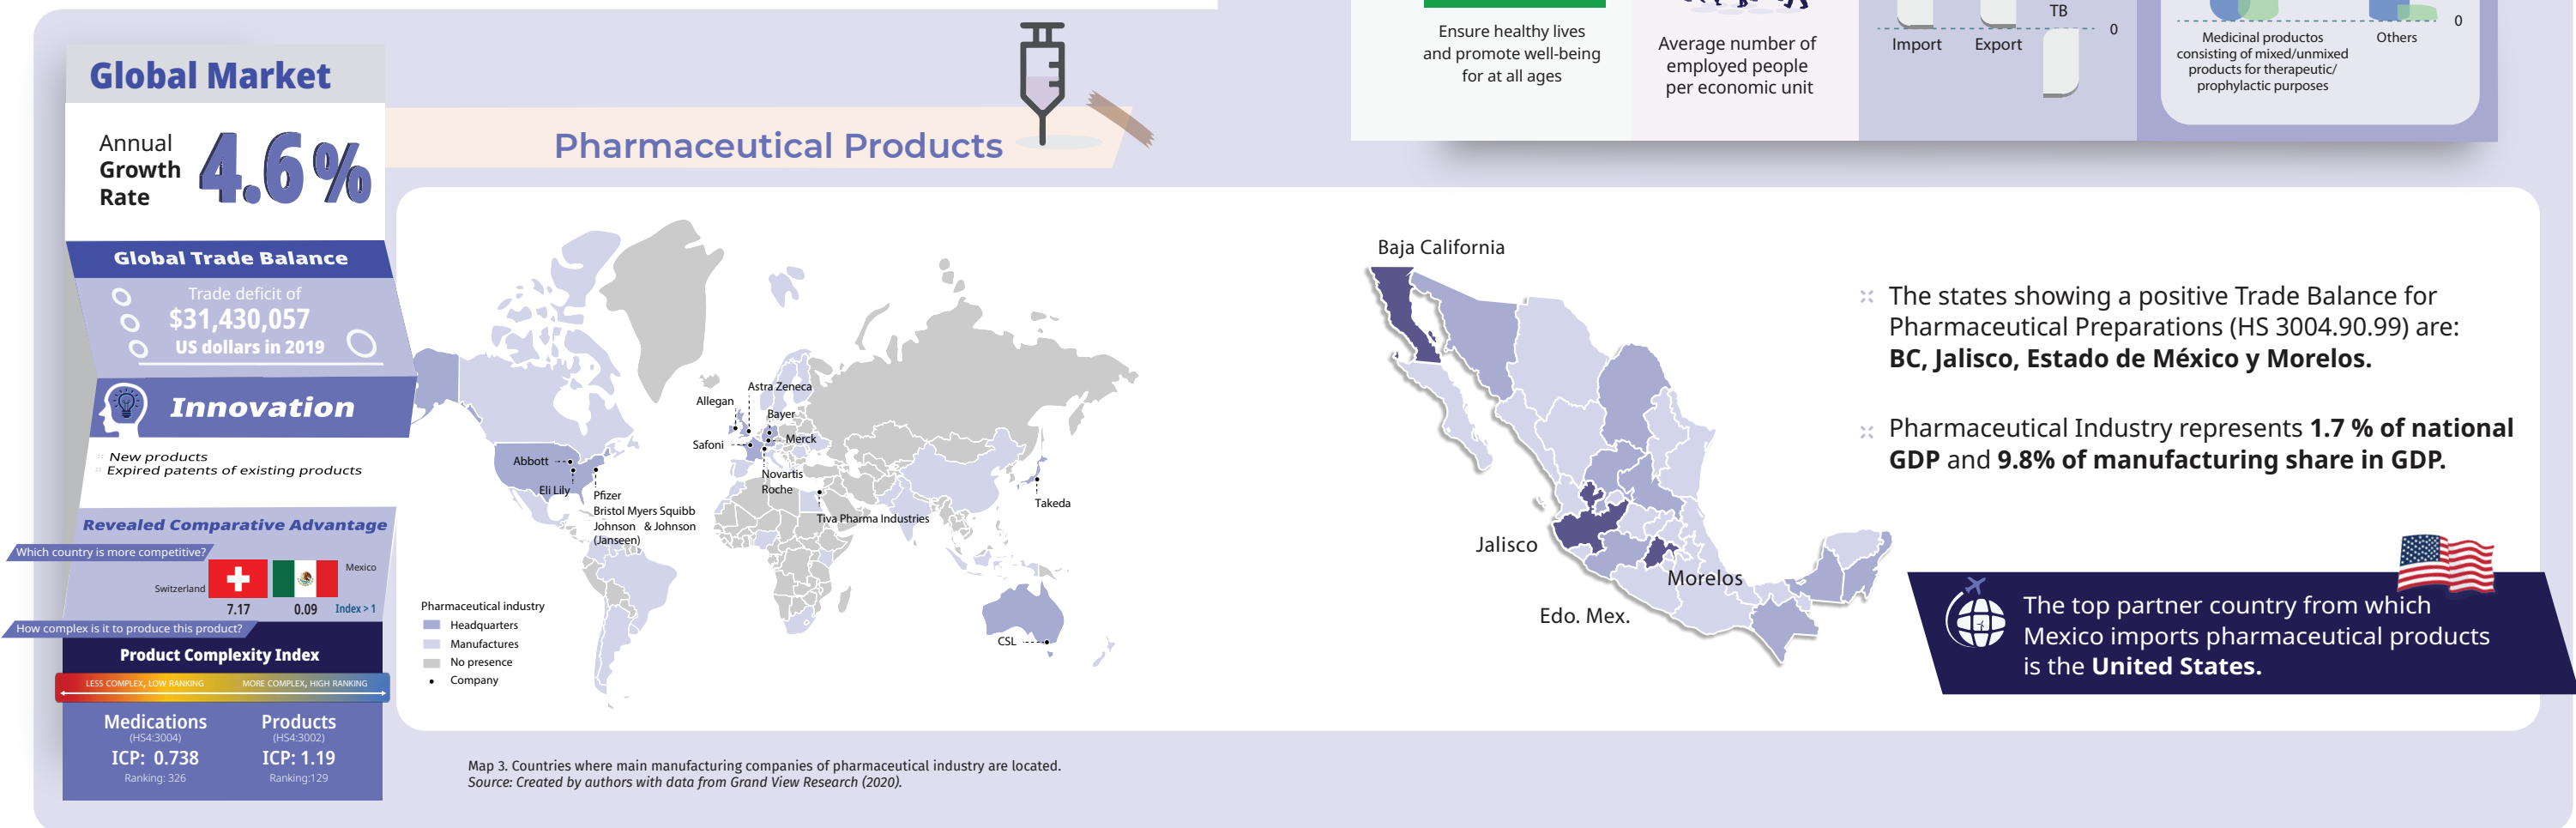 Ensure healthy lives
and promote well-being
for at all ages
Average number of
employed people
per economic unit
Import
Export
TB
0
Medicinal productos
consisting of mixed/unmixed
products for therapeutic/
prophylactic purposes
Others
0
Global Market
Annual
Growth
Rate
4.6%
Global Trade Balance
Trade deficit of
$31,430,057
US dollars in 2019
Innovation
New products
Expired patents of existing products
Revealed Comparative Advantage
Which country is more competitive?
Switzerland
Mexico
7.17
0.09
Index > 1
How complex is it to produce this product?
Product Complexity Index
LESS COMPLEX, LOW RANKING
MORE COMPLEX, HIGH RANKING
Medications
(HS4:3004)
ICP: 0.738
Ranking: 326
Products
(HS4:3002)
ICP: 1.19
Ranking:129
Pharmaceutical Products
Astra Zeneca
Allegan
Bayer
Safoni
Merck
Abbott
Novartis
Roche
Eli Lily
Pfizer
Bristol Myers Squibb
Johnson & Johnson
(Janseen)
Tiva Pharma Industries
Takeda
CSL
Pharmaceutical industry
Headquarters
Manufactures
No presence
Company
Map 3. Countries where main manufacturing companies of pharmaceutical industry are located.
Source: Created by authors with data from Grand View Research (2020).
Baja California
Jalisco
Morelos
Edo. Mex.
The states showing a positive Trade Balance for
Pharmaceutical Preparations (HS 3004.90.99) are:
BC, Jalisco, Estado de México y Morelos.
Pharmaceutical Industry represents 1.7 % of national
GDP and 9.8% of manufacturing share in GDP.
The top partner country from which
Mexico imports pharmaceutical products
is the United States.